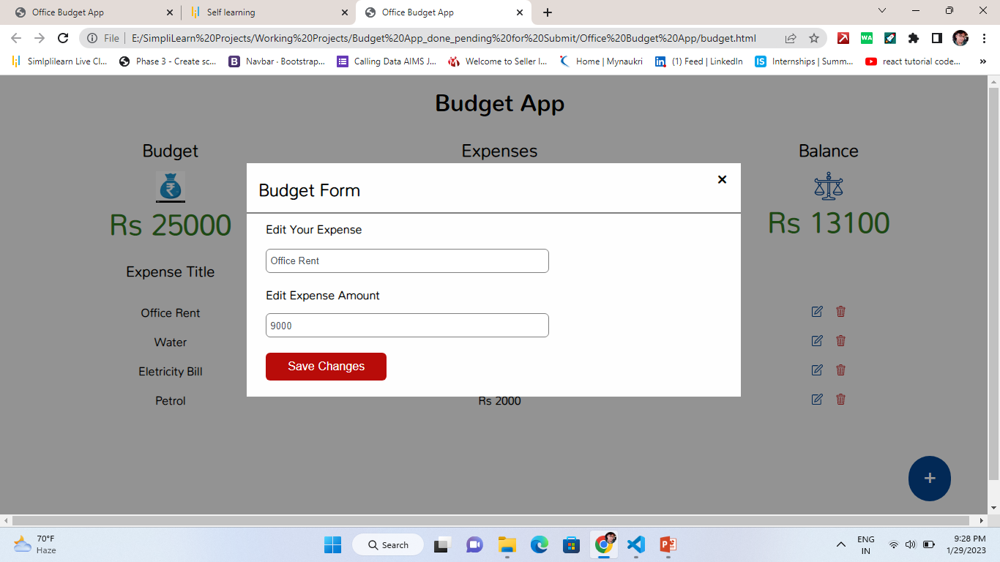 Office Budget App
Self learning
Office Budget App
File
E:/SimpliLearn%20Projects/Working%20Projects/Budget%20App_done_pending%20for%20Submit/Office%20Budget%20App/budget.html
WA
SimIplilearn Live Cl...
Phase 3 - Create sc...
B
Navbar · Bootstrap...
Calling Data AIMS J...
Welcome to Seller I...
Home | Mynaukri
in
(1) Feed | LinkedIn
IS
Internships | Summ...
react tutorial code...
»
Budget App
Budget
Expenses
Balance
Rs 25000
Rs 13100
Budget Form
Edit Your Expense
Office Rent
Edit Expense Amount
9000
Save Changes
Expense Title
Office Rent
Water
Eletricity Bill
Petrol
Rs 2000
+
70°F
Haze
Search
ENG
IN
9:28 PM
1/29/2023